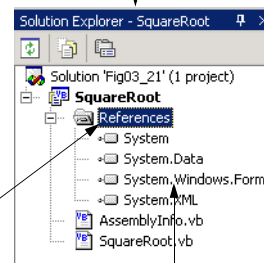 Solution Explorer - SquareRoot
Solution 'Fig03_21' (1 project)
SquareRoot
References
System
System.Data
System.Windows.Form
System.XML
AssemblyInfo.vb
SquareRoot.vb